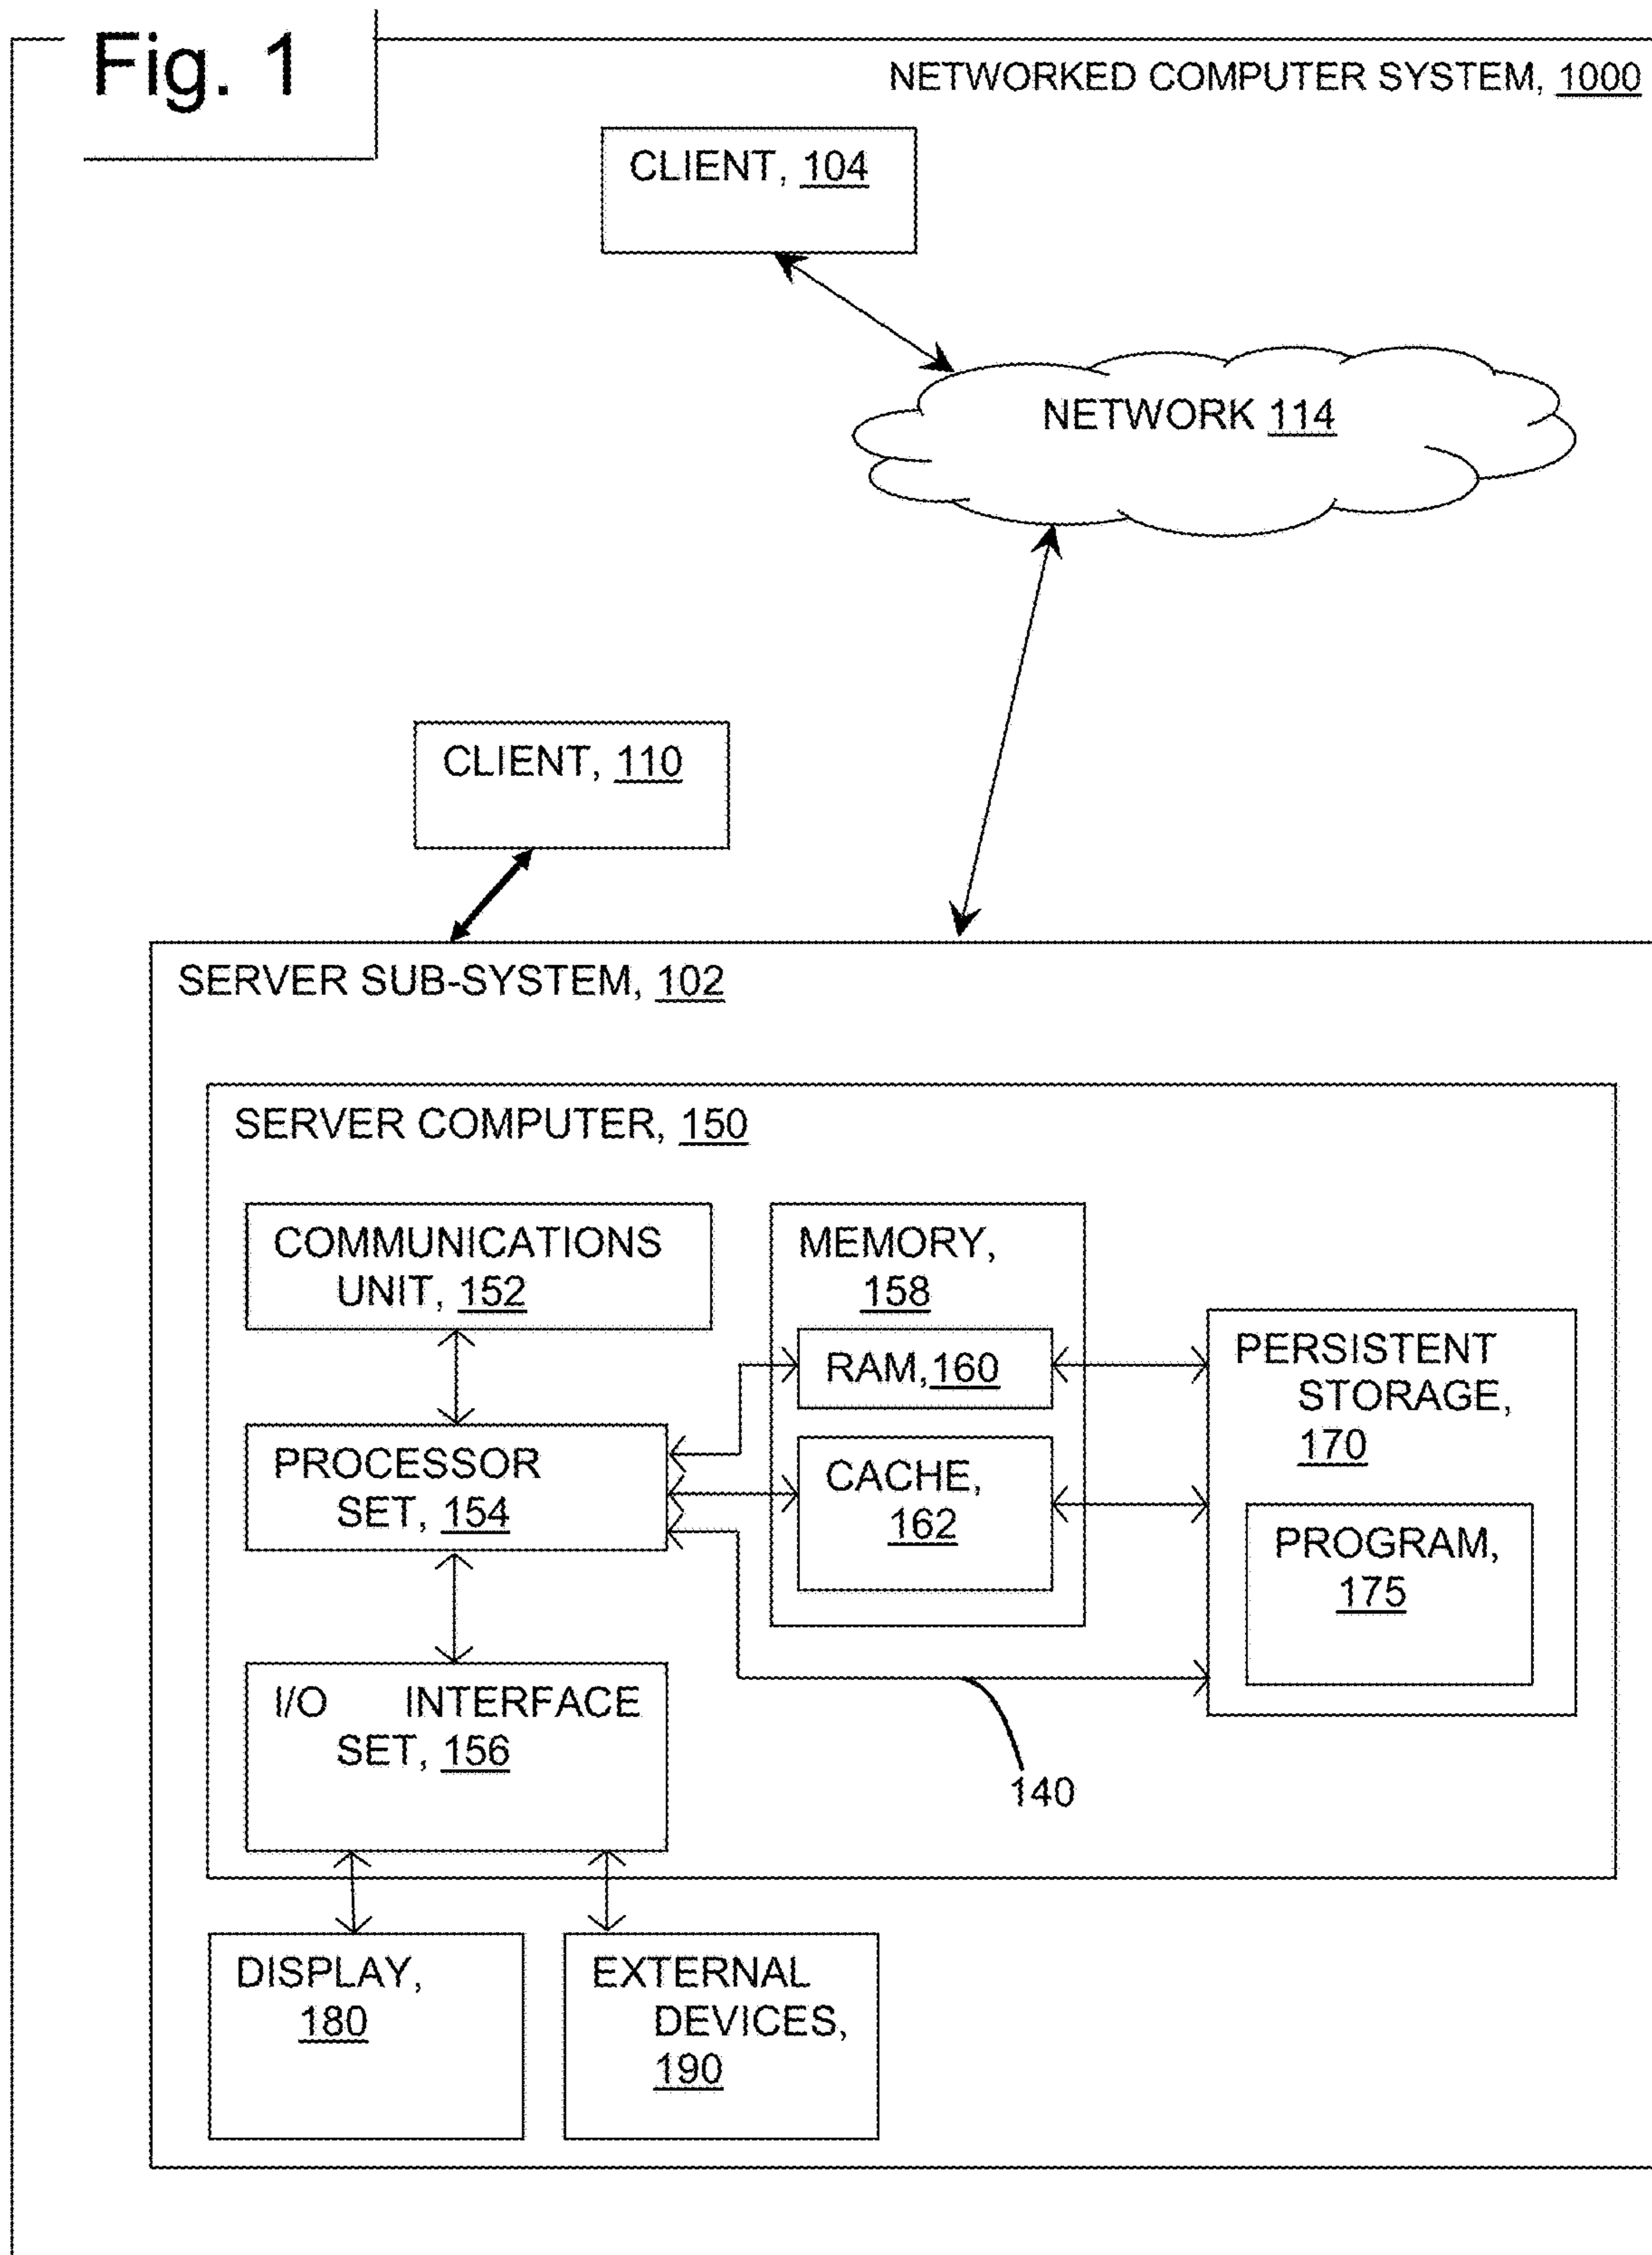 Fig. 1
NETWORKED COMPUTER SYSTEM, 1000
CLIENT, 104
NETWORK 114
CLIENT, 110
SERVER SUB-SYSTEM, 102
SERVER COMPUTER, 150
COMMUNICATIONS
UNIT, 152
MEMORY,
158
RAM,160
PERSISTENT
STORAGE,
170
PROCESSOR
SET, 154
CACHE,
162
PROGRAM,
175
I/O INTERFACE
SET, 156
140
DISPLAY,
180
EXTERNAL
DEVICES,
190